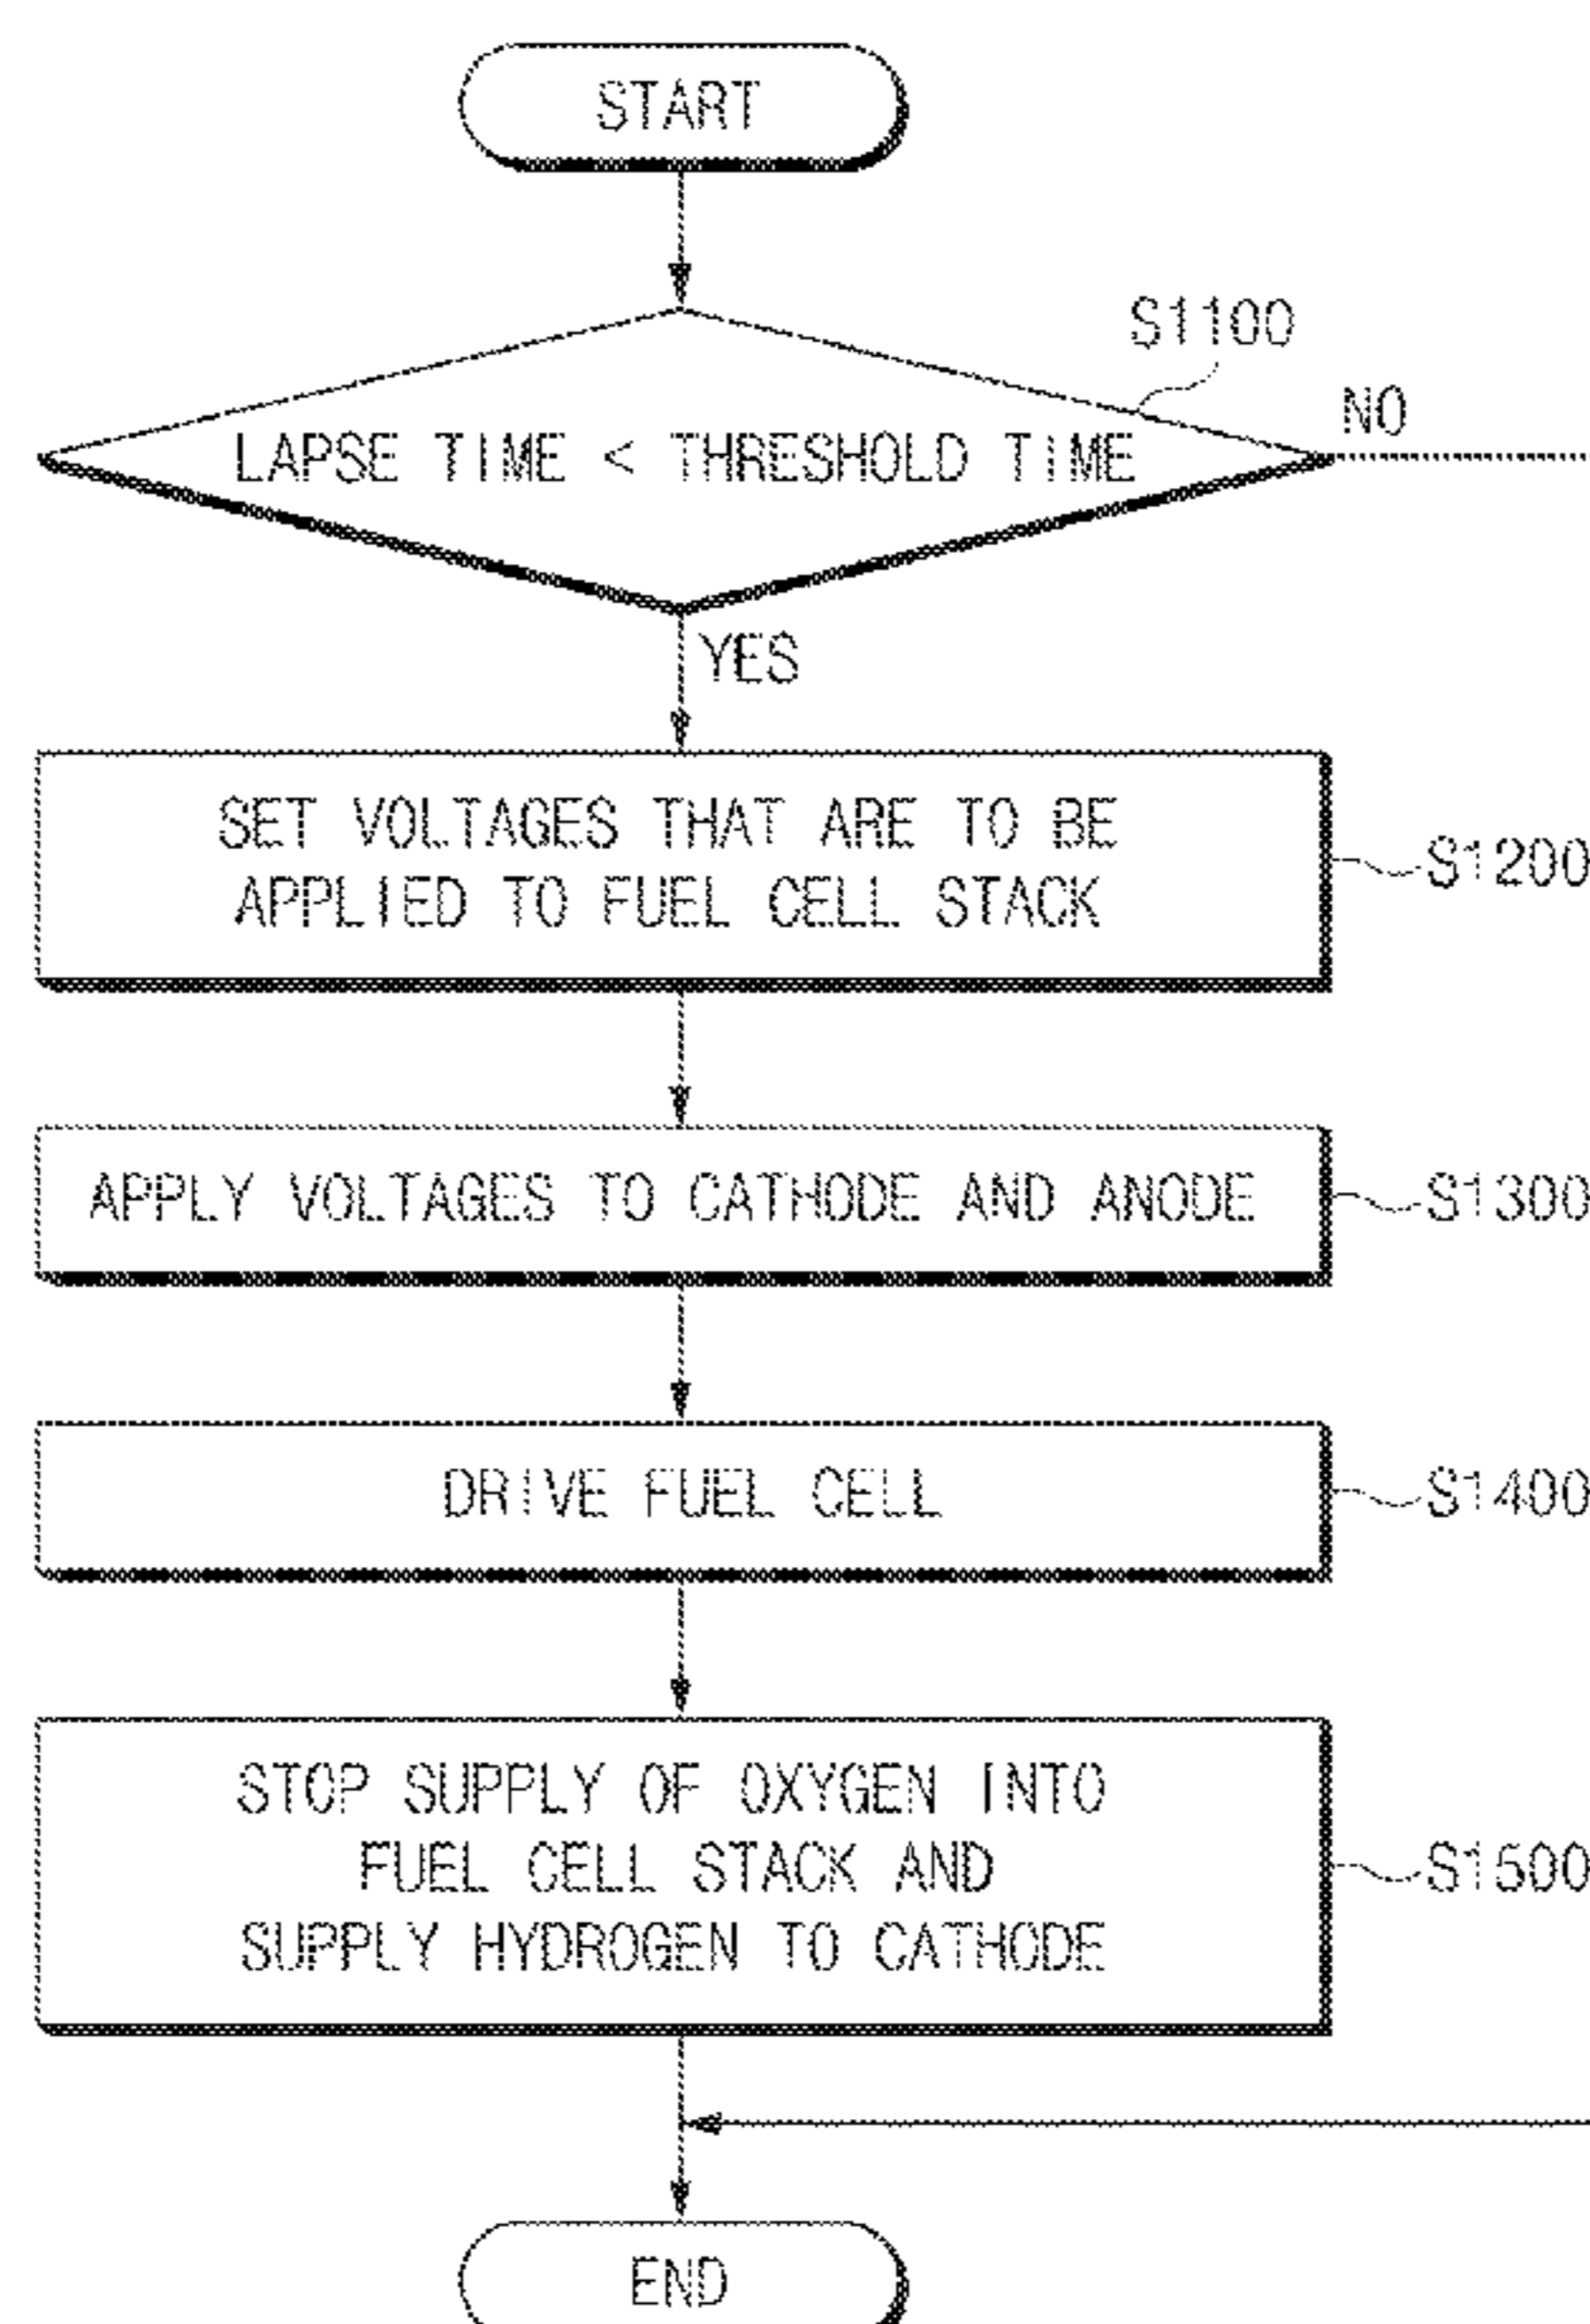 START
S1100
NO
LAPSE TIME < THRESHOLD TIME
YES
SET VOLTAGES THAT ARE TO BE
APPLIED TO FUEL CELL STACK
S1200
APPLY VOLTAGES TO CATHODE AND ANODE
S1300
DRIVE FUEL CELL
S1400
STOP SUPPLY OF OXYGEN INTO
FUEL CELL STACK AND
SUPPLY HYDROGEN TO CATHODE
S1500
END